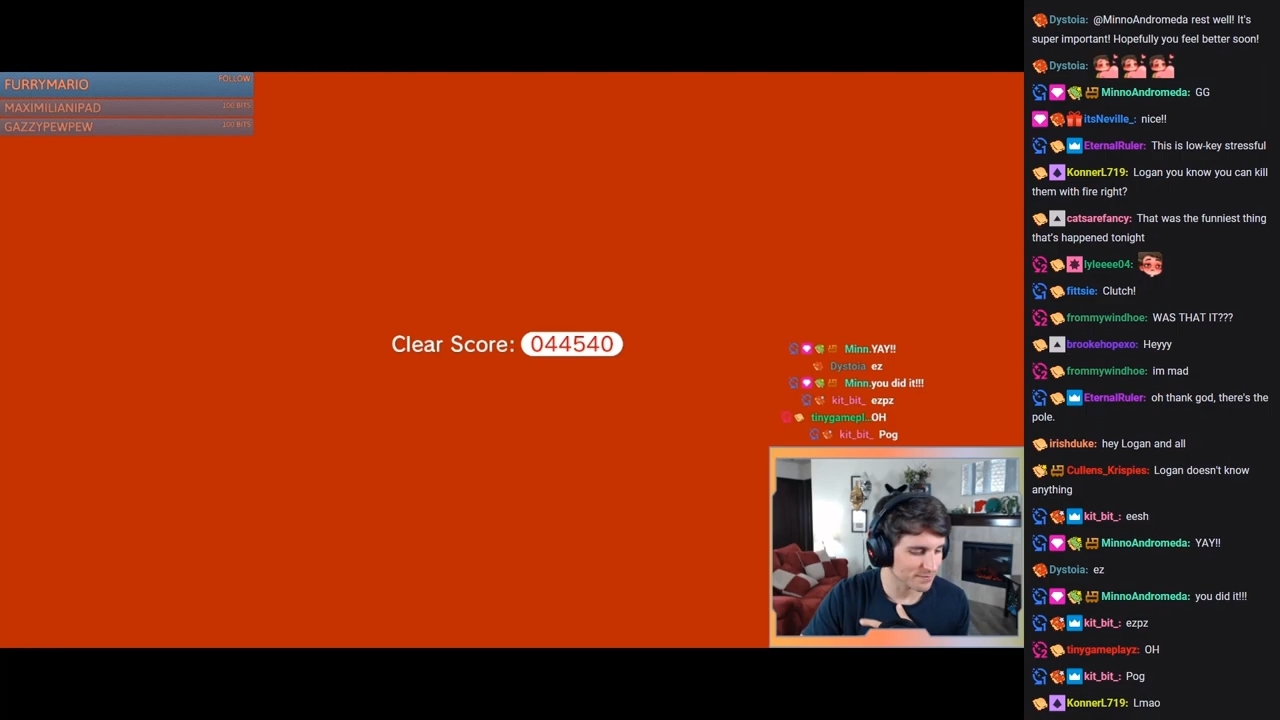 FURRYMARIO FOLLOW
MAXIMILIANIPAD 100 BITS
GAZZYPEWPEW 100 BITS
Clear Score: 044540
Minn. YAY!!
Dystoia ez
Minn. you did it!!!
kit_bit_ ezpz
tinygamepl.. OH
kit_bit_ Pog
Dystoia: @MinnoAndromeda rest well! It's
super important! Hopefully you feel better soon!
Dystoia:
MinnoAndromeda: GG
itsNeville_: nice!!
EternalRuler: This is low-key stressful
KonnerL719: Logan you know you can kill
them with fire right?
catsarefancy: That was the funniest thing
that's happened tonight
lyleeee04:
fittsie: Clutch!
frommywindhoe: WAS THAT IT???
brookehopexo: Heyyy
frommywindhoe: im mad
EternalRuler: oh thank god, there's the
pole.
irishduke: hey Logan and all
Cullens_Krispies: Logan doesn't know
anything
kit_bit_: eesh
MinnoAndromeda: YAY!!
Dystoia: ez
MinnoAndromeda: you did it!!!
kit_bit_: ezpz
tinygameplayz: OH
kit_bit_: Pog
KonnerL719: Lmao